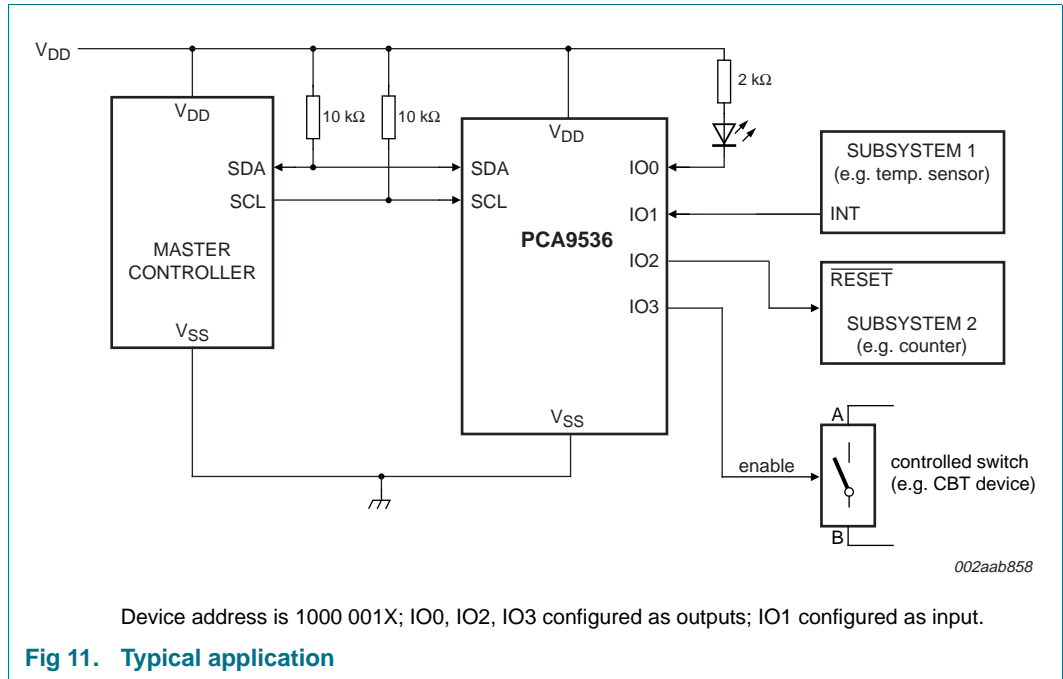 VDD
VDD
10 kΩ
10 kΩ
2 kΩ
VDD
SDA
SCL
SDA
SCL
MASTER
CONTROLLER
VSS
PCA9536
IO0
IO1
IO2
IO3
VSS
SUBSYSTEM 1
(e.g. temp. sensor)
INT
RESET
SUBSYSTEM 2
(e.g. counter)
A
enable
controlled switch
(e.g. CBT device)
B
002aab858
Device address is 1000 001X; IO0, IO2, IO3 configured as outputs; IO1 configured as input.
Fig 11. Typical application